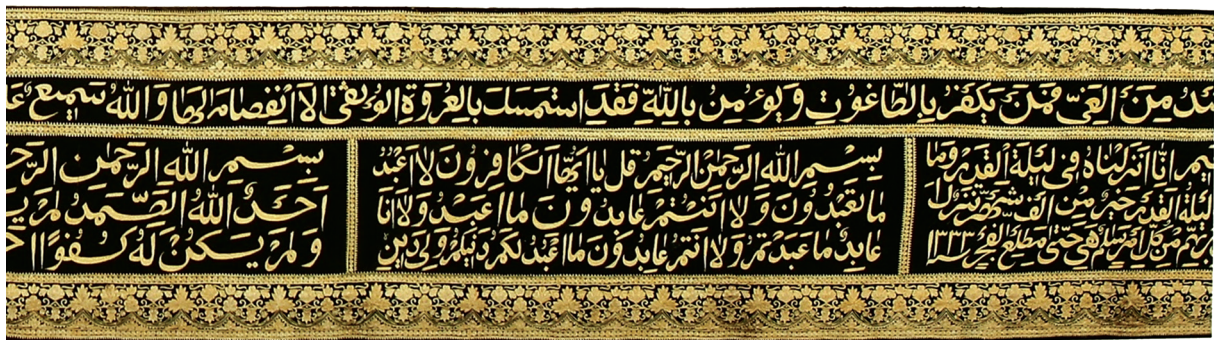 من الغي فمن يكفر بالطاغوت ويؤمن بالله فقد استمسك بالعروة الوثقى لا انفصام لها والله سميع
انا انزلناه في ليلة القدر وما
ليلة القدر خير من الف شهر تنزل
ربهم من كل امر سلام هي حتى مطلع الفجر ١٣٣٣
بسم الله الرحمن الرحيم قل يا ايها الكافرون لا اعبد
ما تعبدون ولا انتم عابدون ما اعبد ولا انا
عابد ما عبدتم ولا انتم عابدون ما اعبد لكم دينكم ولي دين
بسم الله الرحمن
احد الله الصمد لم
ولم يكن له كفوا